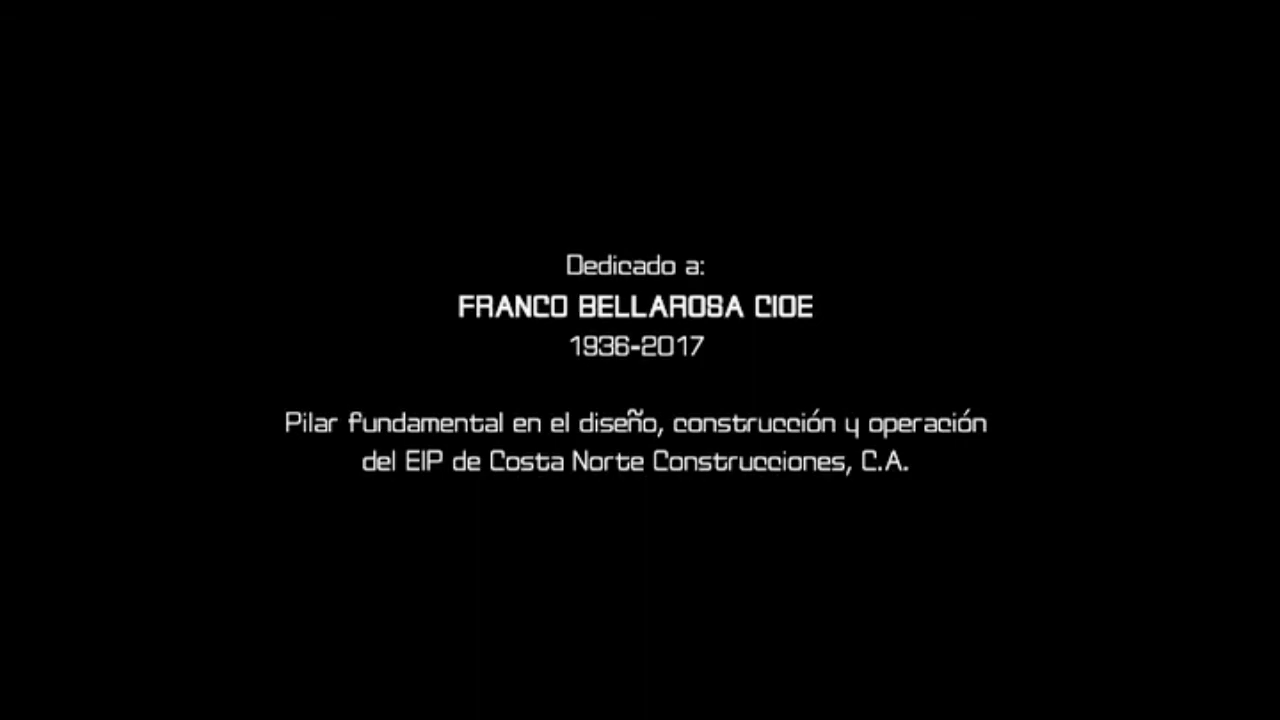 Dedicado a:
FRANCO BELLAROSA CIOE
1936-2017
Pilar fundamental en el diseño, construcción y operación
del EIP de Costa Norte Construcciones, C.A.